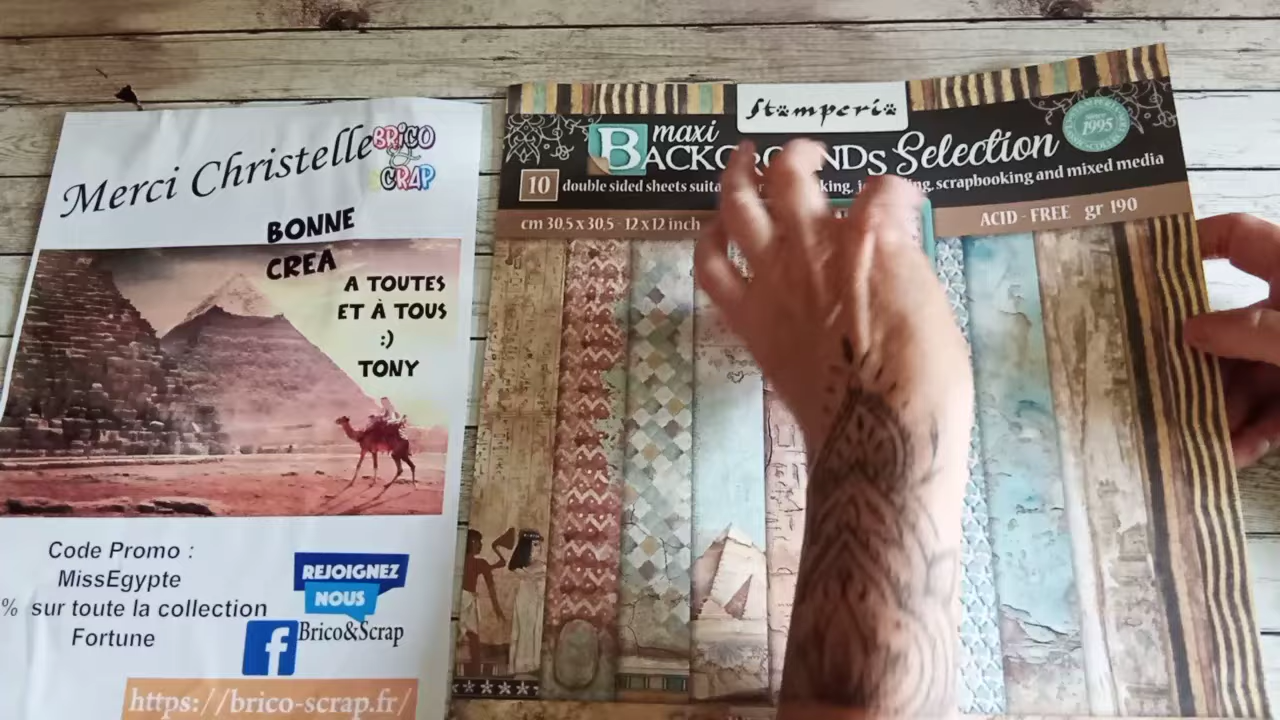 Merci Christelle
BRICO
&
SCRAP
BONNE
CREA
A TOUTES
ET À TOUS
:)
TONY
Code Promo :
MissEgypte
% sur toute la collection
Fortune
REJOIGNEZ
NOUS
f
Brico&Scrap
https://brico-scrap.fr/
Stamperia
Since
1995
maxi
BACKGROUNDS Selection
10 double sided sheets scrapbooking and mixed media
cm 30,5 x 30,5 - 12 x 12 inch
ACID - FREE gr 190